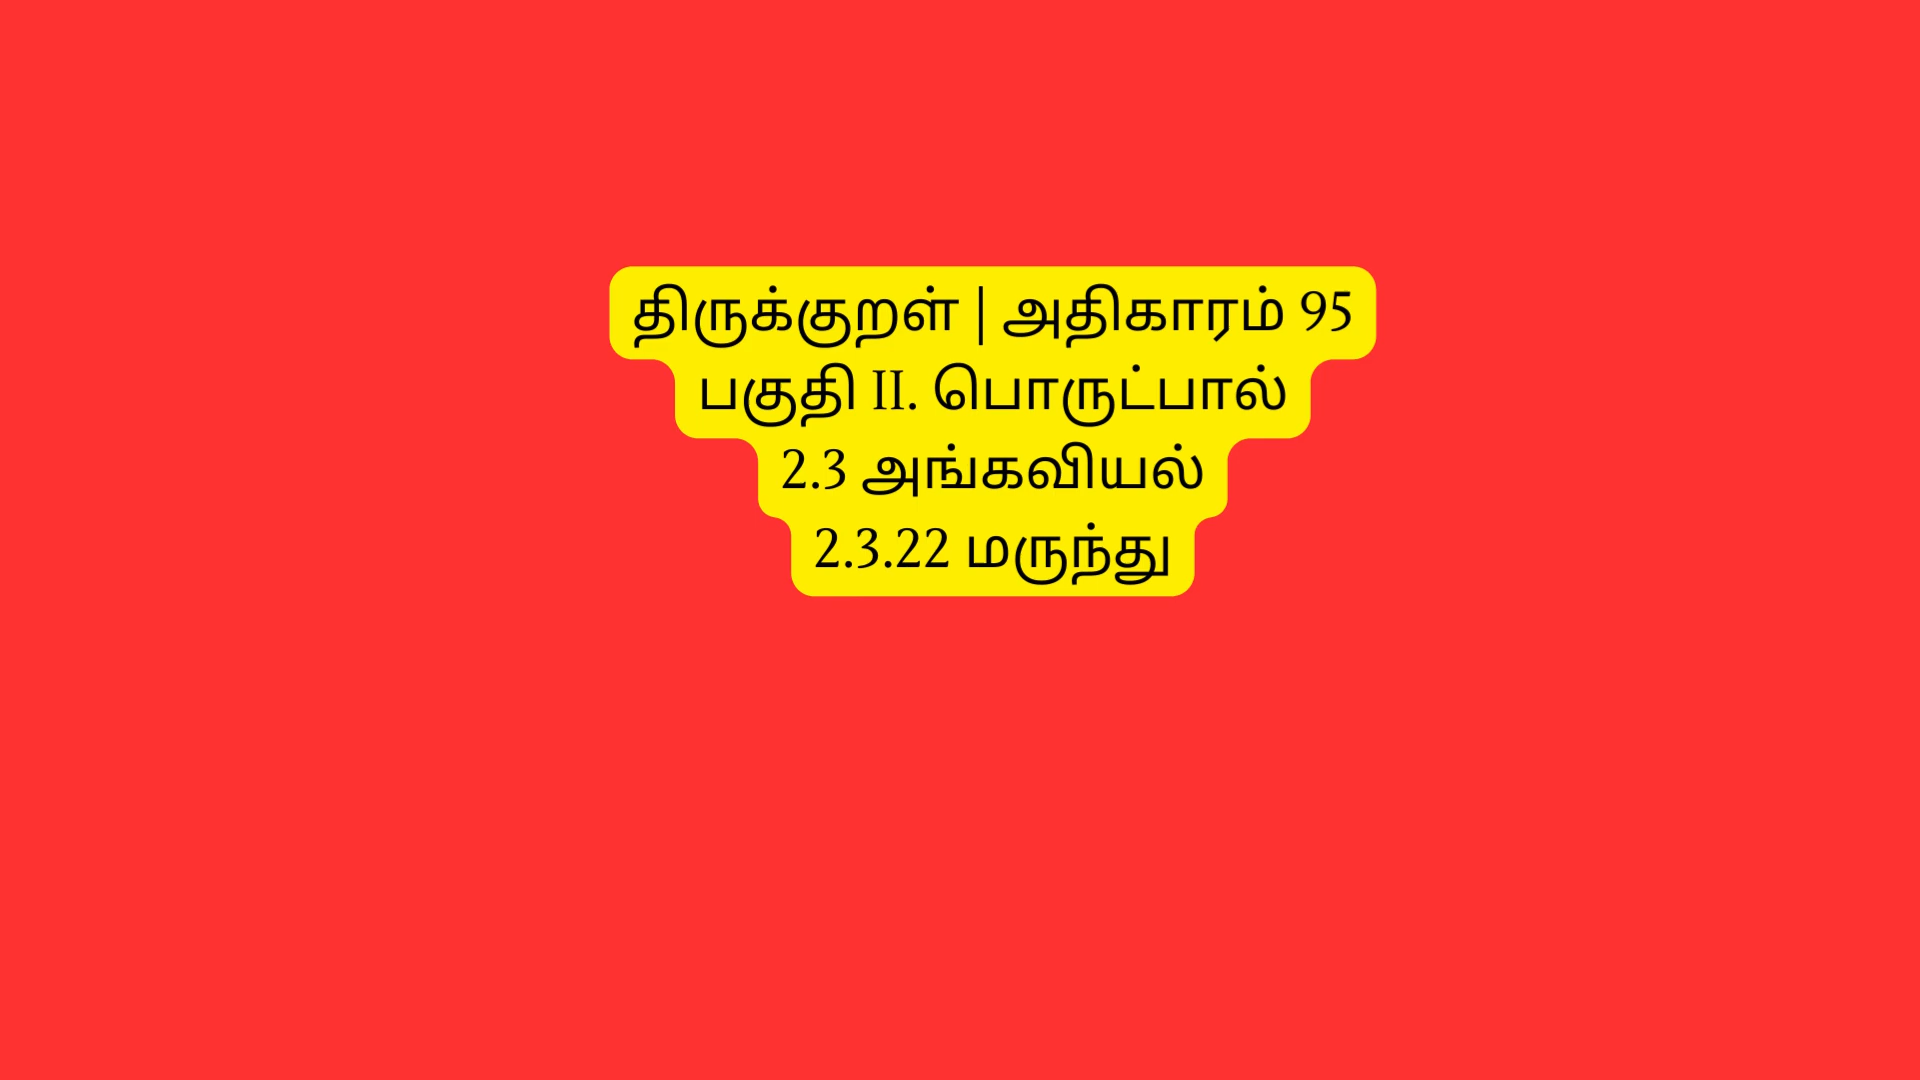 திருக்குறள் | அதிகாரம் 95
பகுதி II. பொருட்பால்
2.3 அங்கவியல்
2.3.22 மருந்து